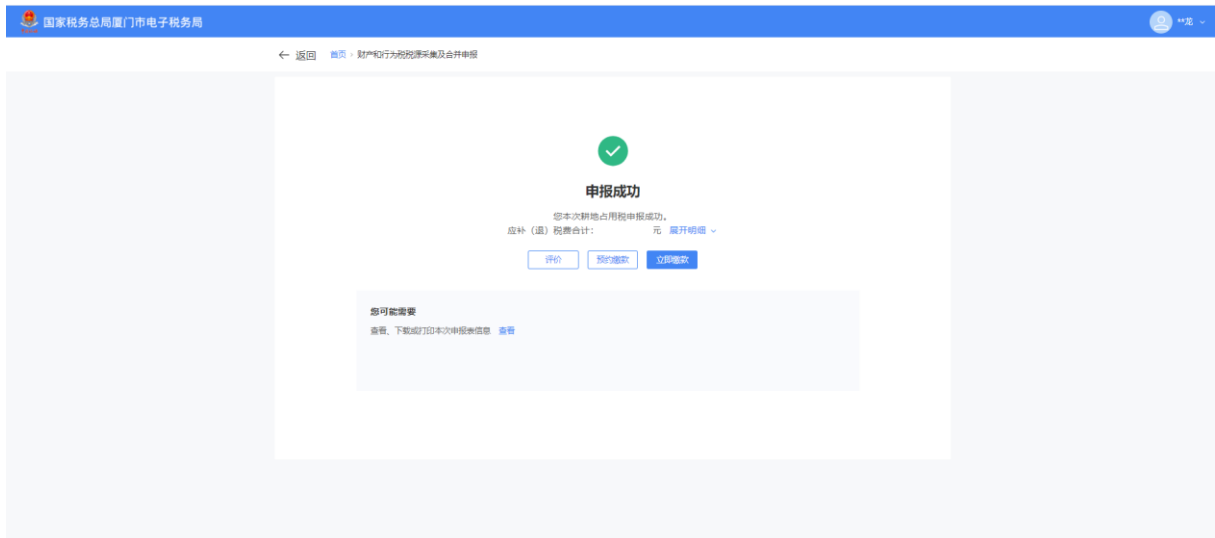 国家税务总局厦门市电子税务局
**龙
← 返回 首页 › 财产和行为税税源采集及合并申报
申报成功
您本次耕地占用税申报成功。
应补（退）税费合计： 元 展开明细
评价 预约缴款 立即缴款
您可能需要
查看、下载或打印本次申报表信息 查看